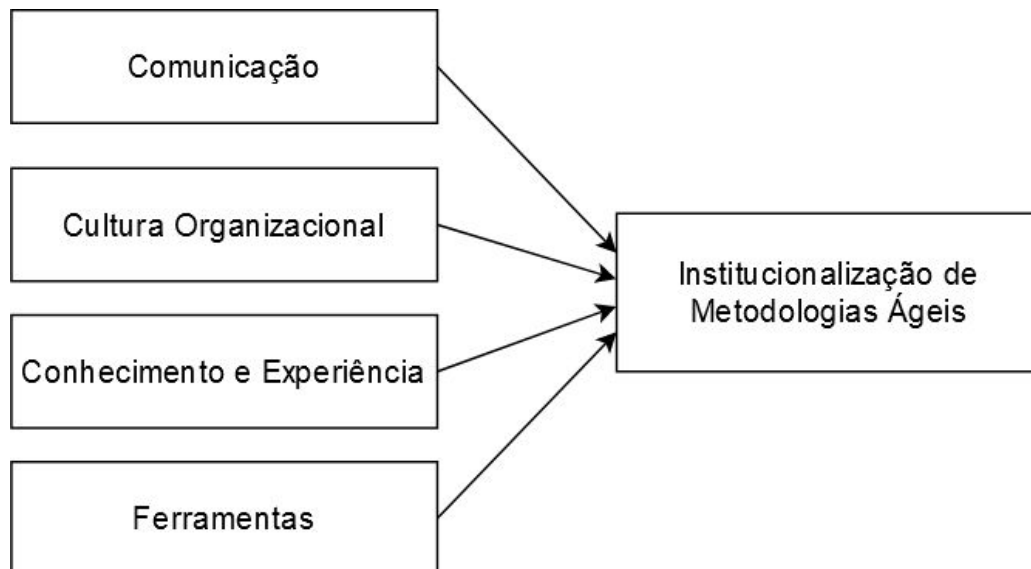 Comunicação
Cultura Organizacional
Conhecimento e Experiência
Ferramentas
Institucionalização de
Metodologias Ágeis